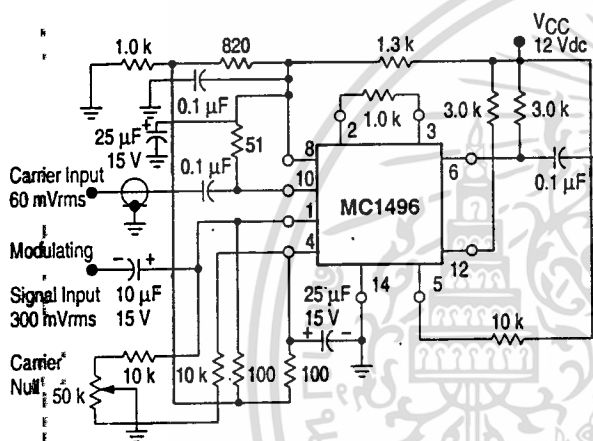 1.0 k
820
1.3 k
VCC
12 Vdc
0.1 µF
1.0 k
3.0 k
3.0 k
25 µF
+
15 V
51
2
3
8
0.1 µF
Carrier Input
60 mVrms
10
6
0.1 µF
MC1496
1
Modulating
4
12
- +
14
5
Signal Input
300 mVrms
10 µF
15 V
25 µF
15 V
+ -
10 k
Carrier
Null
50 k
10 k
10 k
100
100